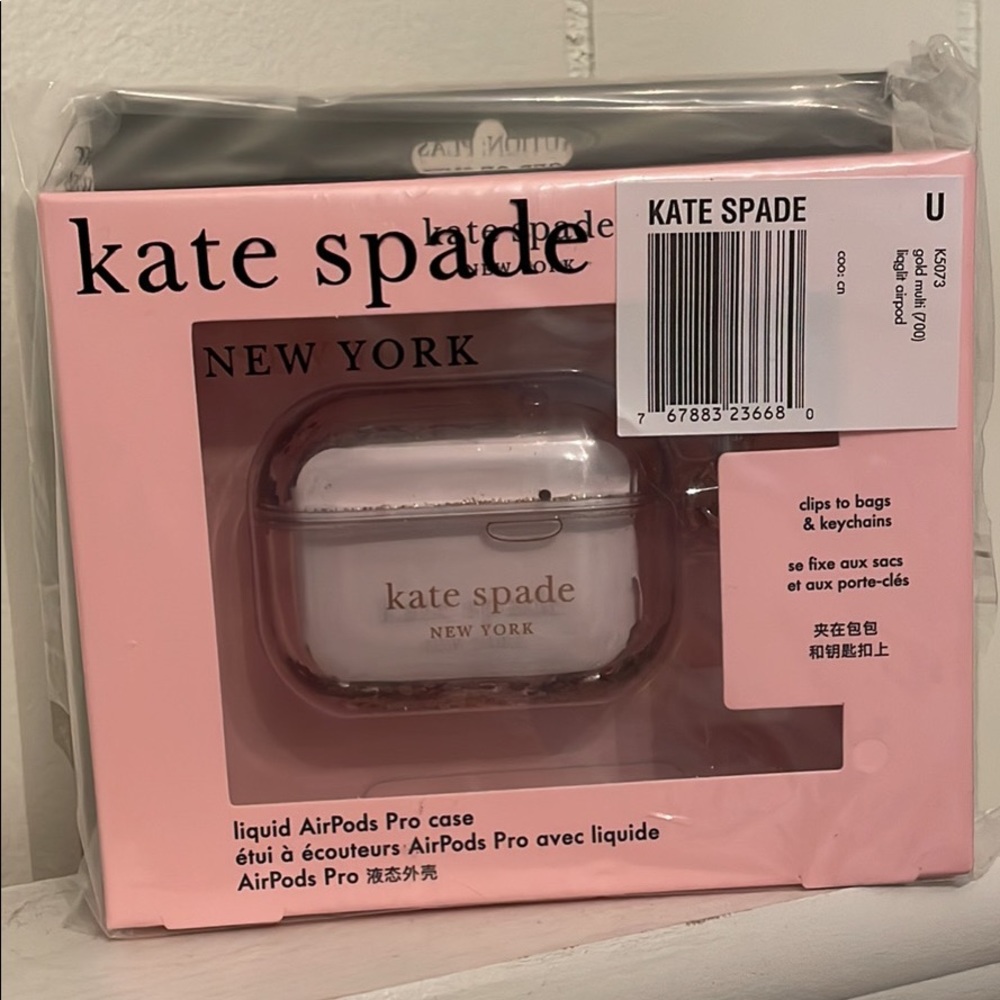 kate spade
NEW YORK
kate spade
NEW YORK
KATE SPADE
U
7 67883 23668 0
coo: cn
K5073
gold multi (700)
liqglit airpod
clips to bags
& keychains
se fixe aux sacs
et aux porte-clés
夹在包包
和钥匙扣上
kate spade
NEW YORK
liquid AirPods Pro case
étui à écouteurs AirPods Pro avec liquide
AirPods Pro 液态外壳